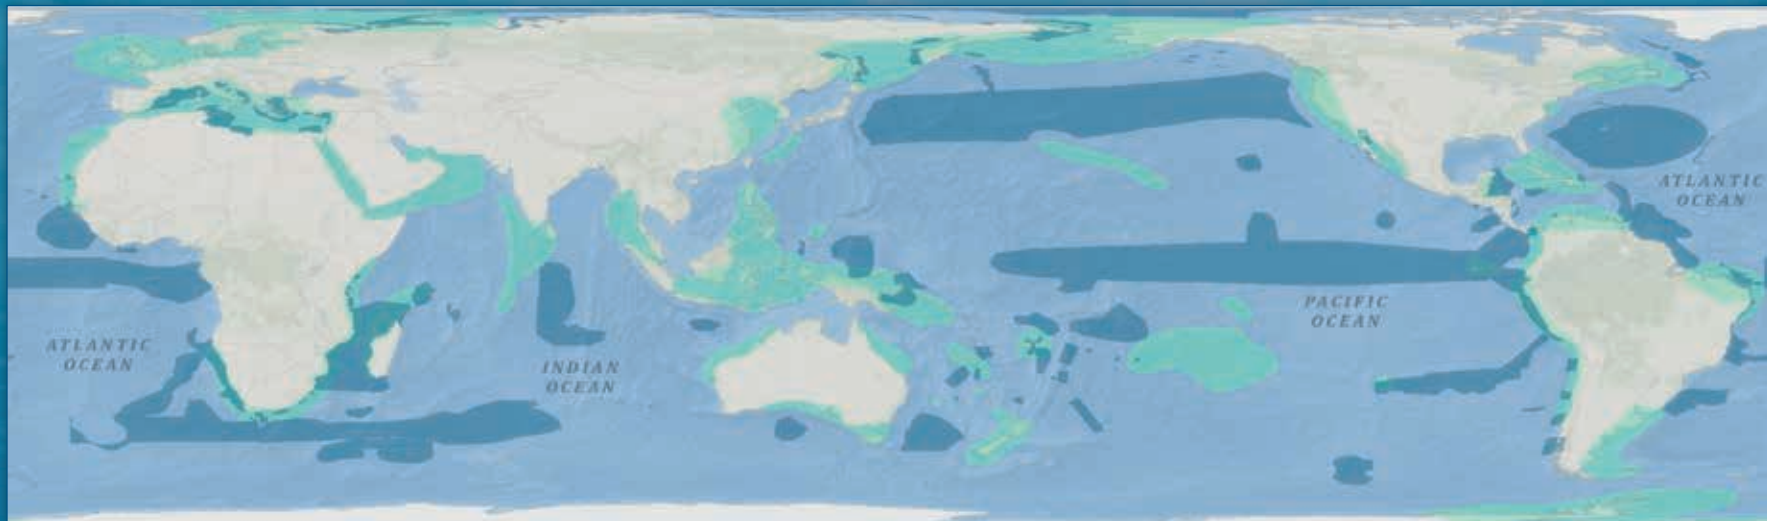 ATLANTIC
OCEAN
PACIFIC
OCEAN
ATLANTIC
OCEAN
INDIAN
OCEAN